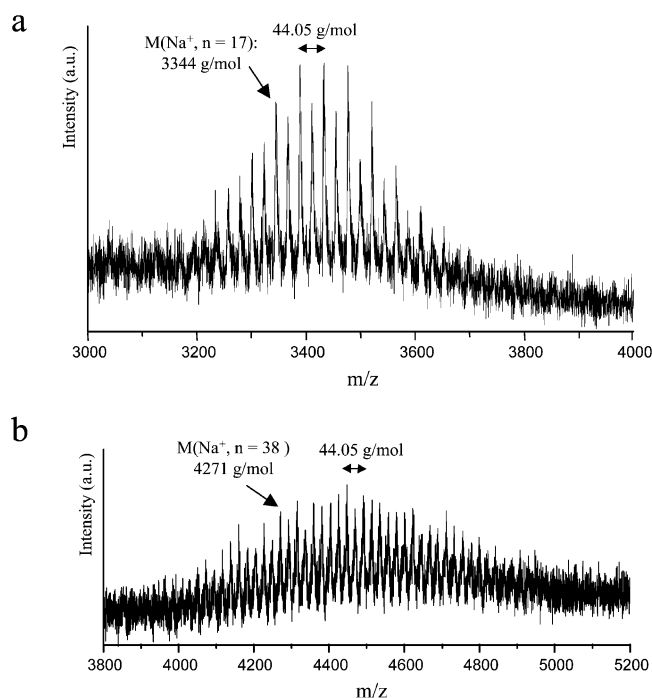 a
44.05 g/mol
M(Na⁺, n = 17):
3344 g/mol
Intensity (a.u.)
3000 3200 3400 3600 3800 4000
m/z
b
M(Na⁺, n = 38 )
4271 g/mol
44.05 g/mol
Intensity (a.u.)
3800 4000 4200 4400 4600 4800 5000 5200
m/z